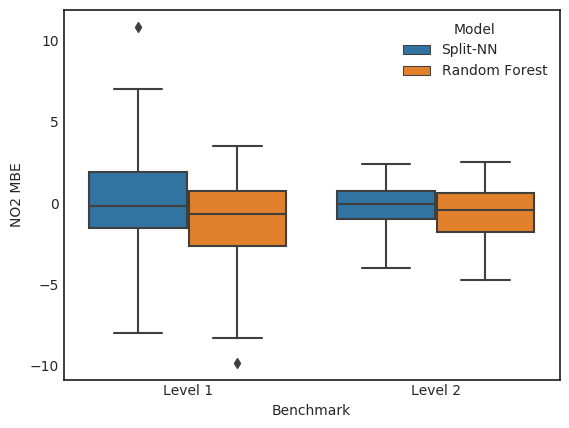 Model
Split-NN
Random Forest
10
5
0
−5
−10
NO2 MBE
Level 1
Level 2
Benchmark